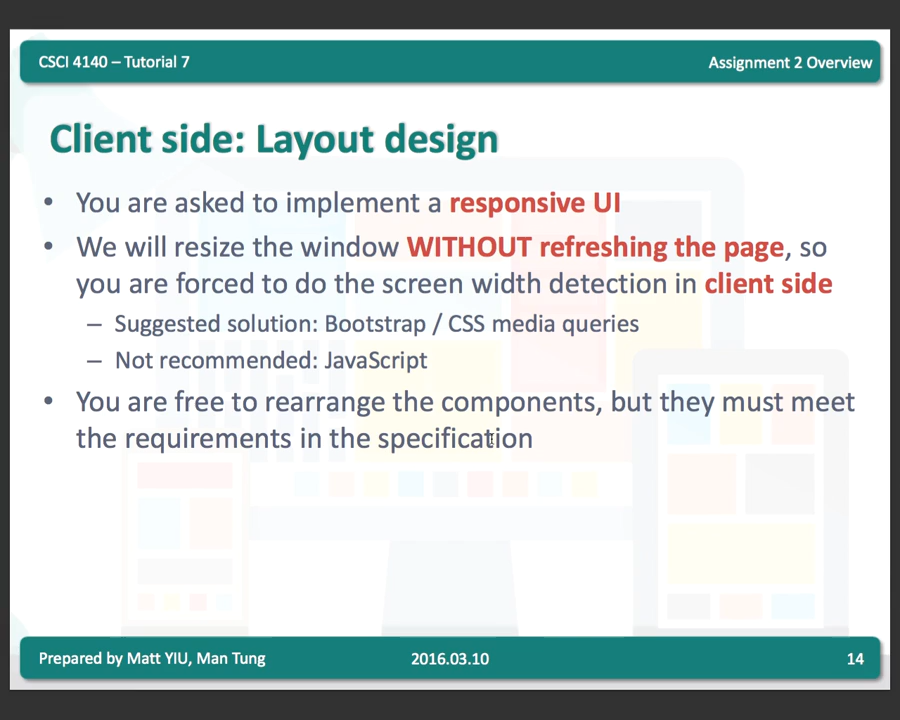 CSCI 4140 – Tutorial 7
Assignment 2 Overview
Client side: Layout design
• You are asked to implement a responsive UI
• We will resize the window WITHOUT refreshing the page, so
you are forced to do the screen width detection in client side
– Suggested solution: Bootstrap / CSS media queries
– Not recommended: JavaScript
• You are free to rearrange the components, but they must meet
the requirements in the specification
Prepared by Matt YIU, Man Tung
2016.03.10
14